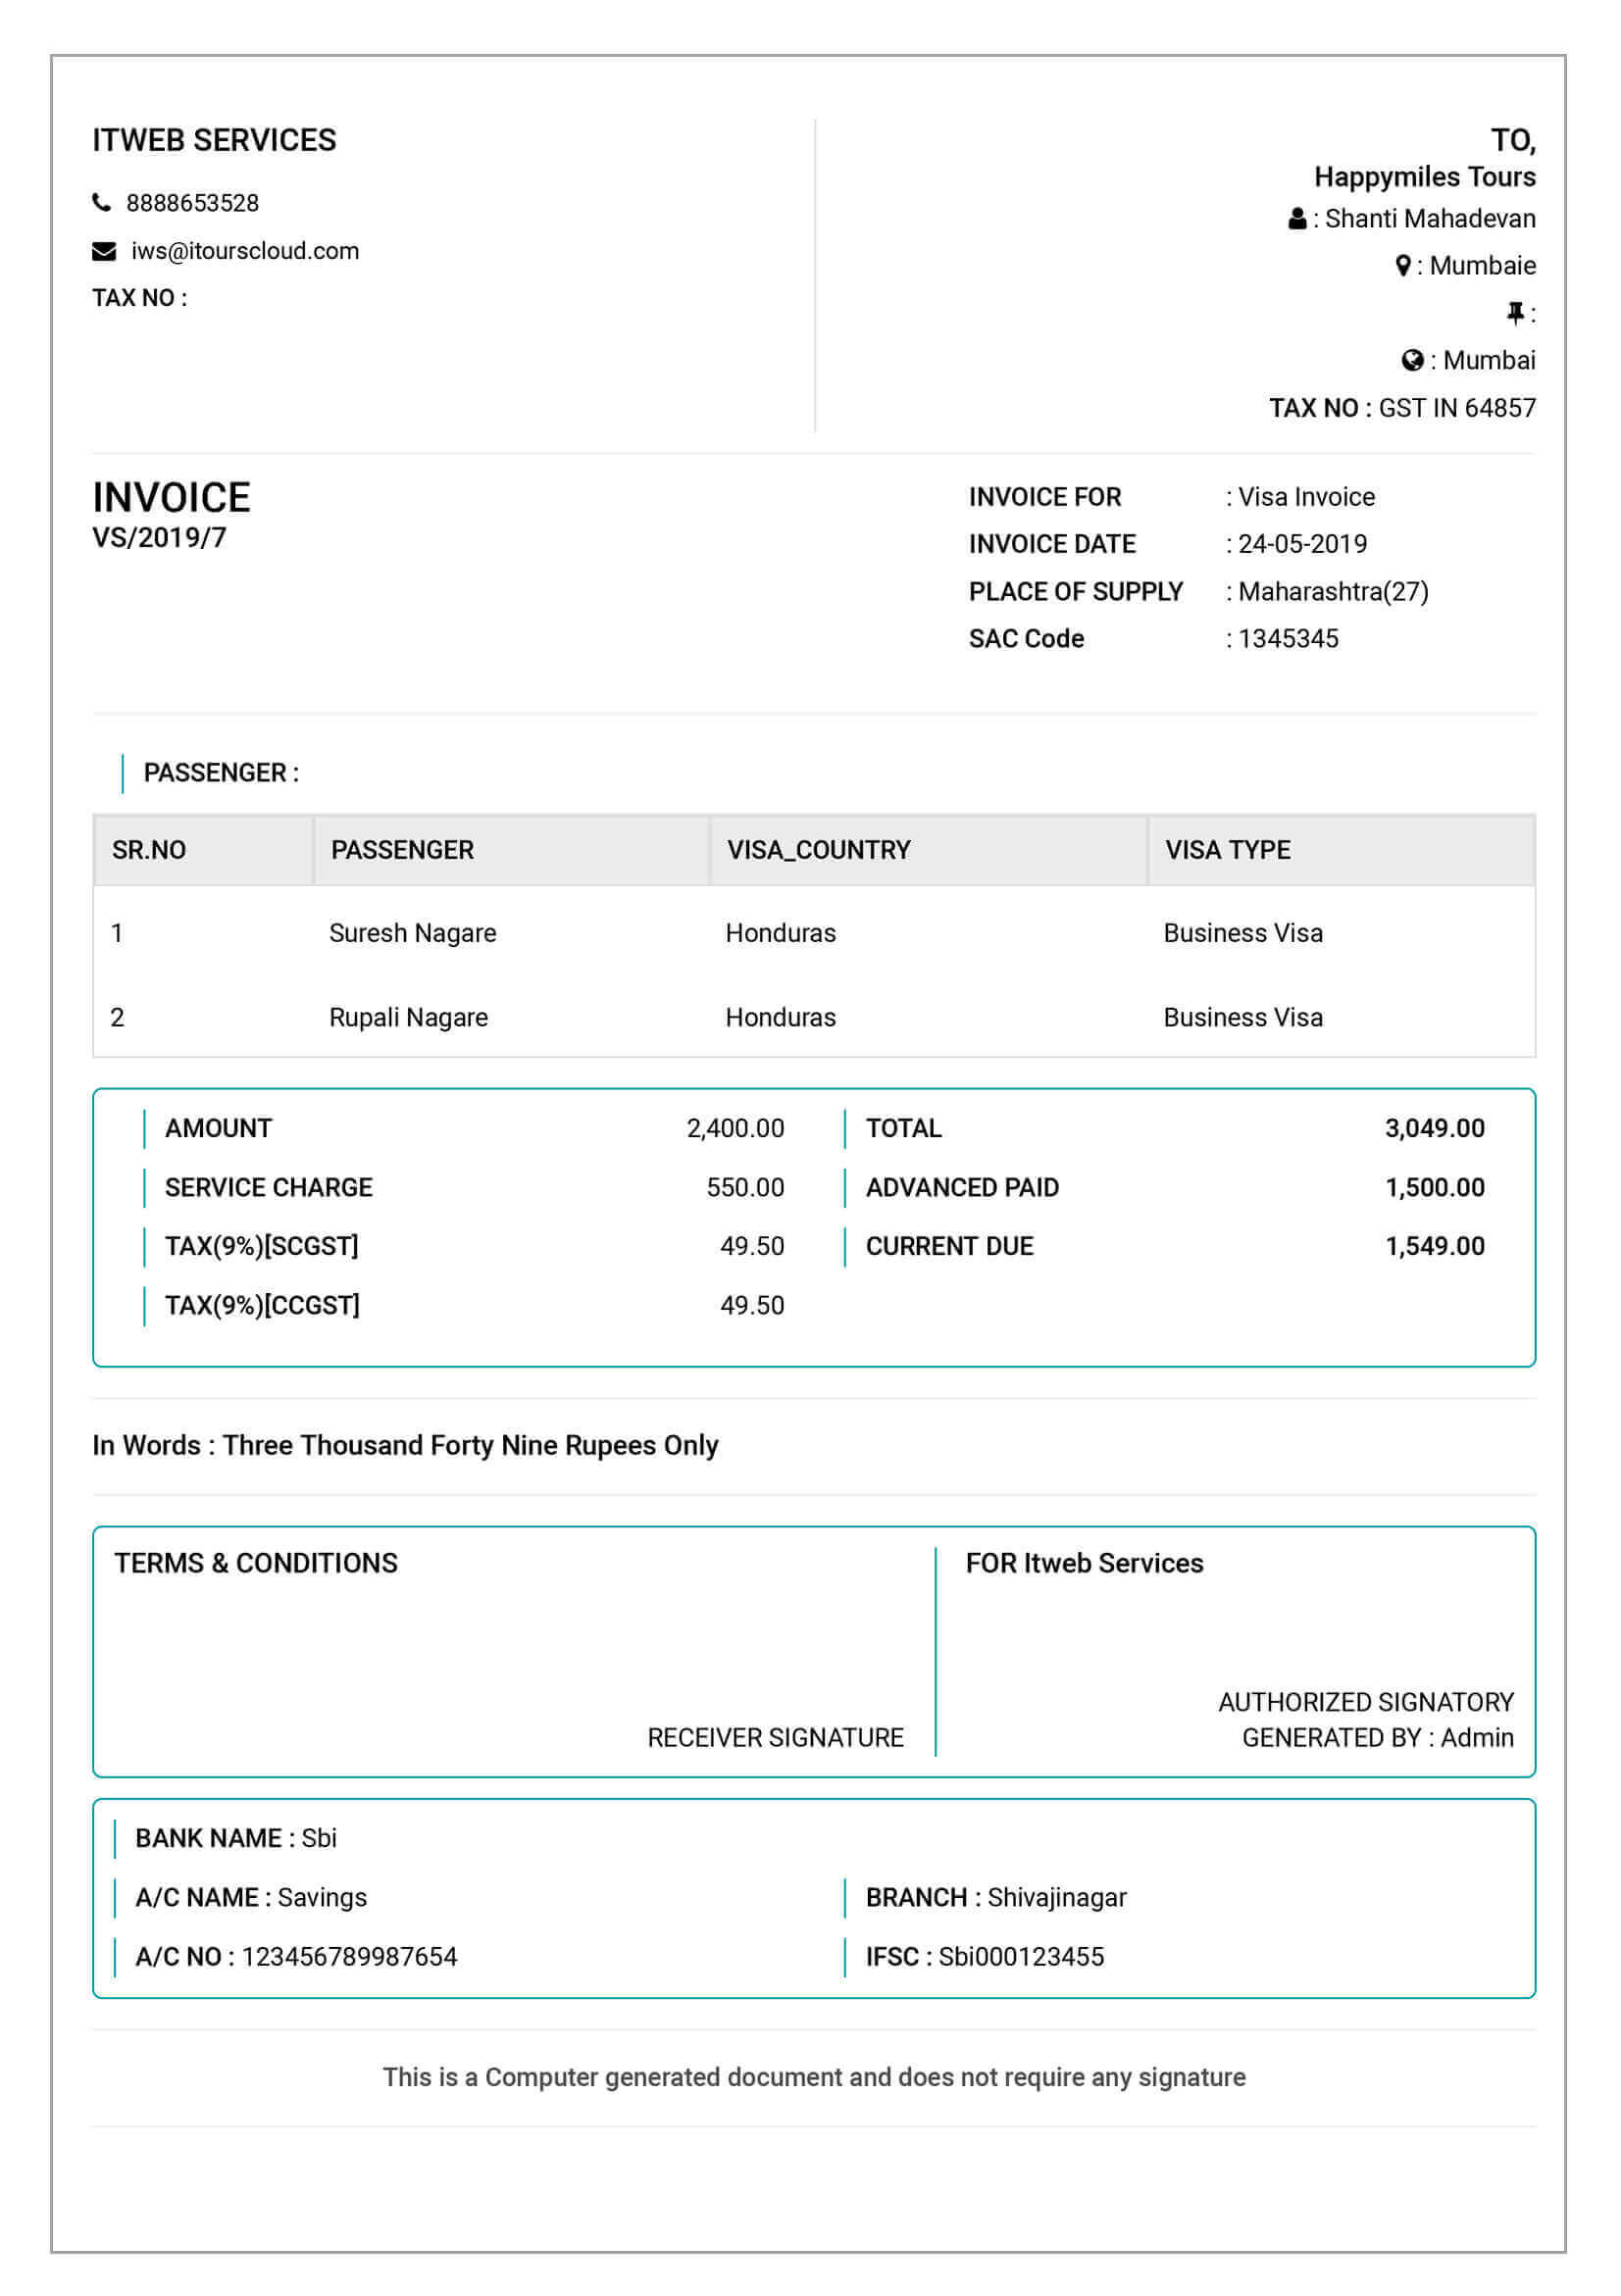 ITWEB SERVICES
8888653528
iws@itourscloud.com
TAX NO :
TO,
Happymiles Tours
: Shanti Mahadevan
: Mumbaie
:
: Mumbai
TAX NO : GST IN 64857
INVOICE
VS/2019/7
INVOICE FOR : Visa Invoice
INVOICE DATE : 24-05-2019
PLACE OF SUPPLY : Maharashtra(27)
SAC Code : 1345345
PASSENGER :
SR.NO PASSENGER VISA_COUNTRY VISA TYPE
1 Suresh Nagare Honduras Business Visa
2 Rupali Nagare Honduras Business Visa
AMOUNT 2,400.00 TOTAL 3,049.00
SERVICE CHARGE 550.00 ADVANCED PAID 1,500.00
TAX(9%)[SCGST] 49.50 CURRENT DUE 1,549.00
TAX(9%)[CCGST] 49.50
In Words : Three Thousand Forty Nine Rupees Only
TERMS & CONDITIONS
RECEIVER SIGNATURE
FOR Itweb Services
AUTHORIZED SIGNATORY
GENERATED BY : Admin
BANK NAME : Sbi
A/C NAME : Savings BRANCH : Shivajinagar
A/C NO : 123456789987654 IFSC : Sbi000123455
This is a Computer generated document and does not require any signature